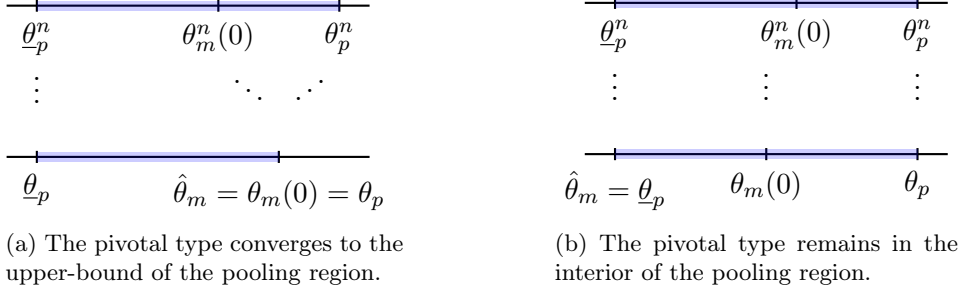 θ̲ₚⁿ θₘⁿ(0) θₚⁿ
θ̲ₚⁿ θₘⁿ(0) θₚⁿ
⋮ ⋱ ⋰
⋮ ⋮ ⋮
θ̲ₚ θ̂ₘ = θₘ(0) = θₚ
θ̂ₘ = θ̲ₚ θₘ(0) θₚ
(a) The pivotal type converges to the
upper-bound of the pooling region.
(b) The pivotal type remains in the
interior of the pooling region.